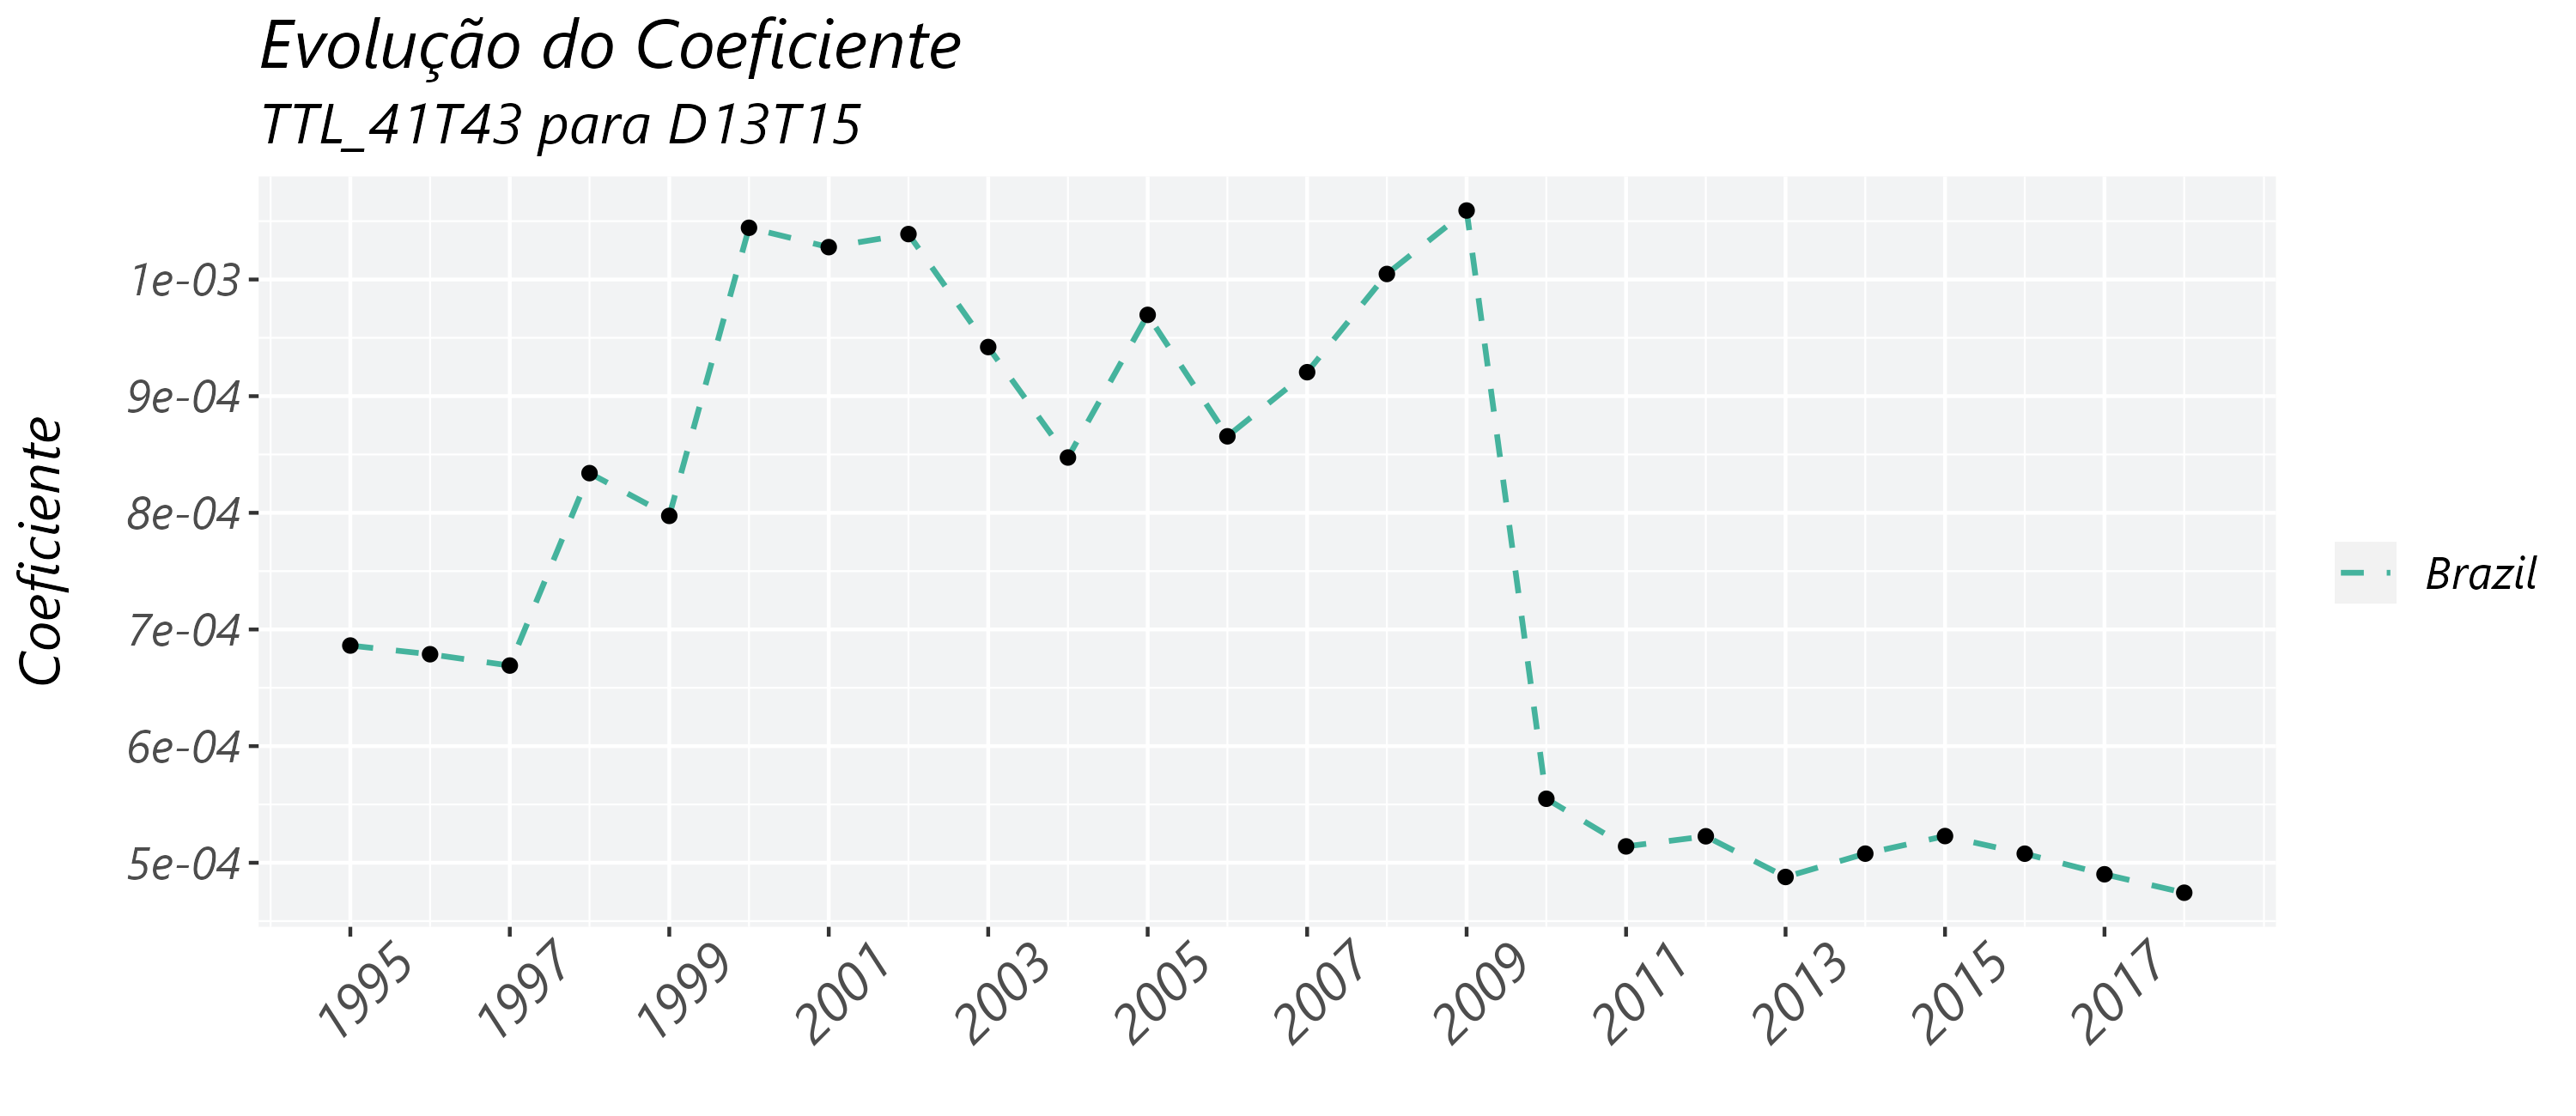 Evolução do Coeficiente
TTL_41T43 para D13T15
Coeficiente
1e-03
9e-04
8e-04
7e-04
6e-04
5e-04
1995
1997
1999
2001
2003
2005
2007
2009
2011
2013
2015
2017
Brazil